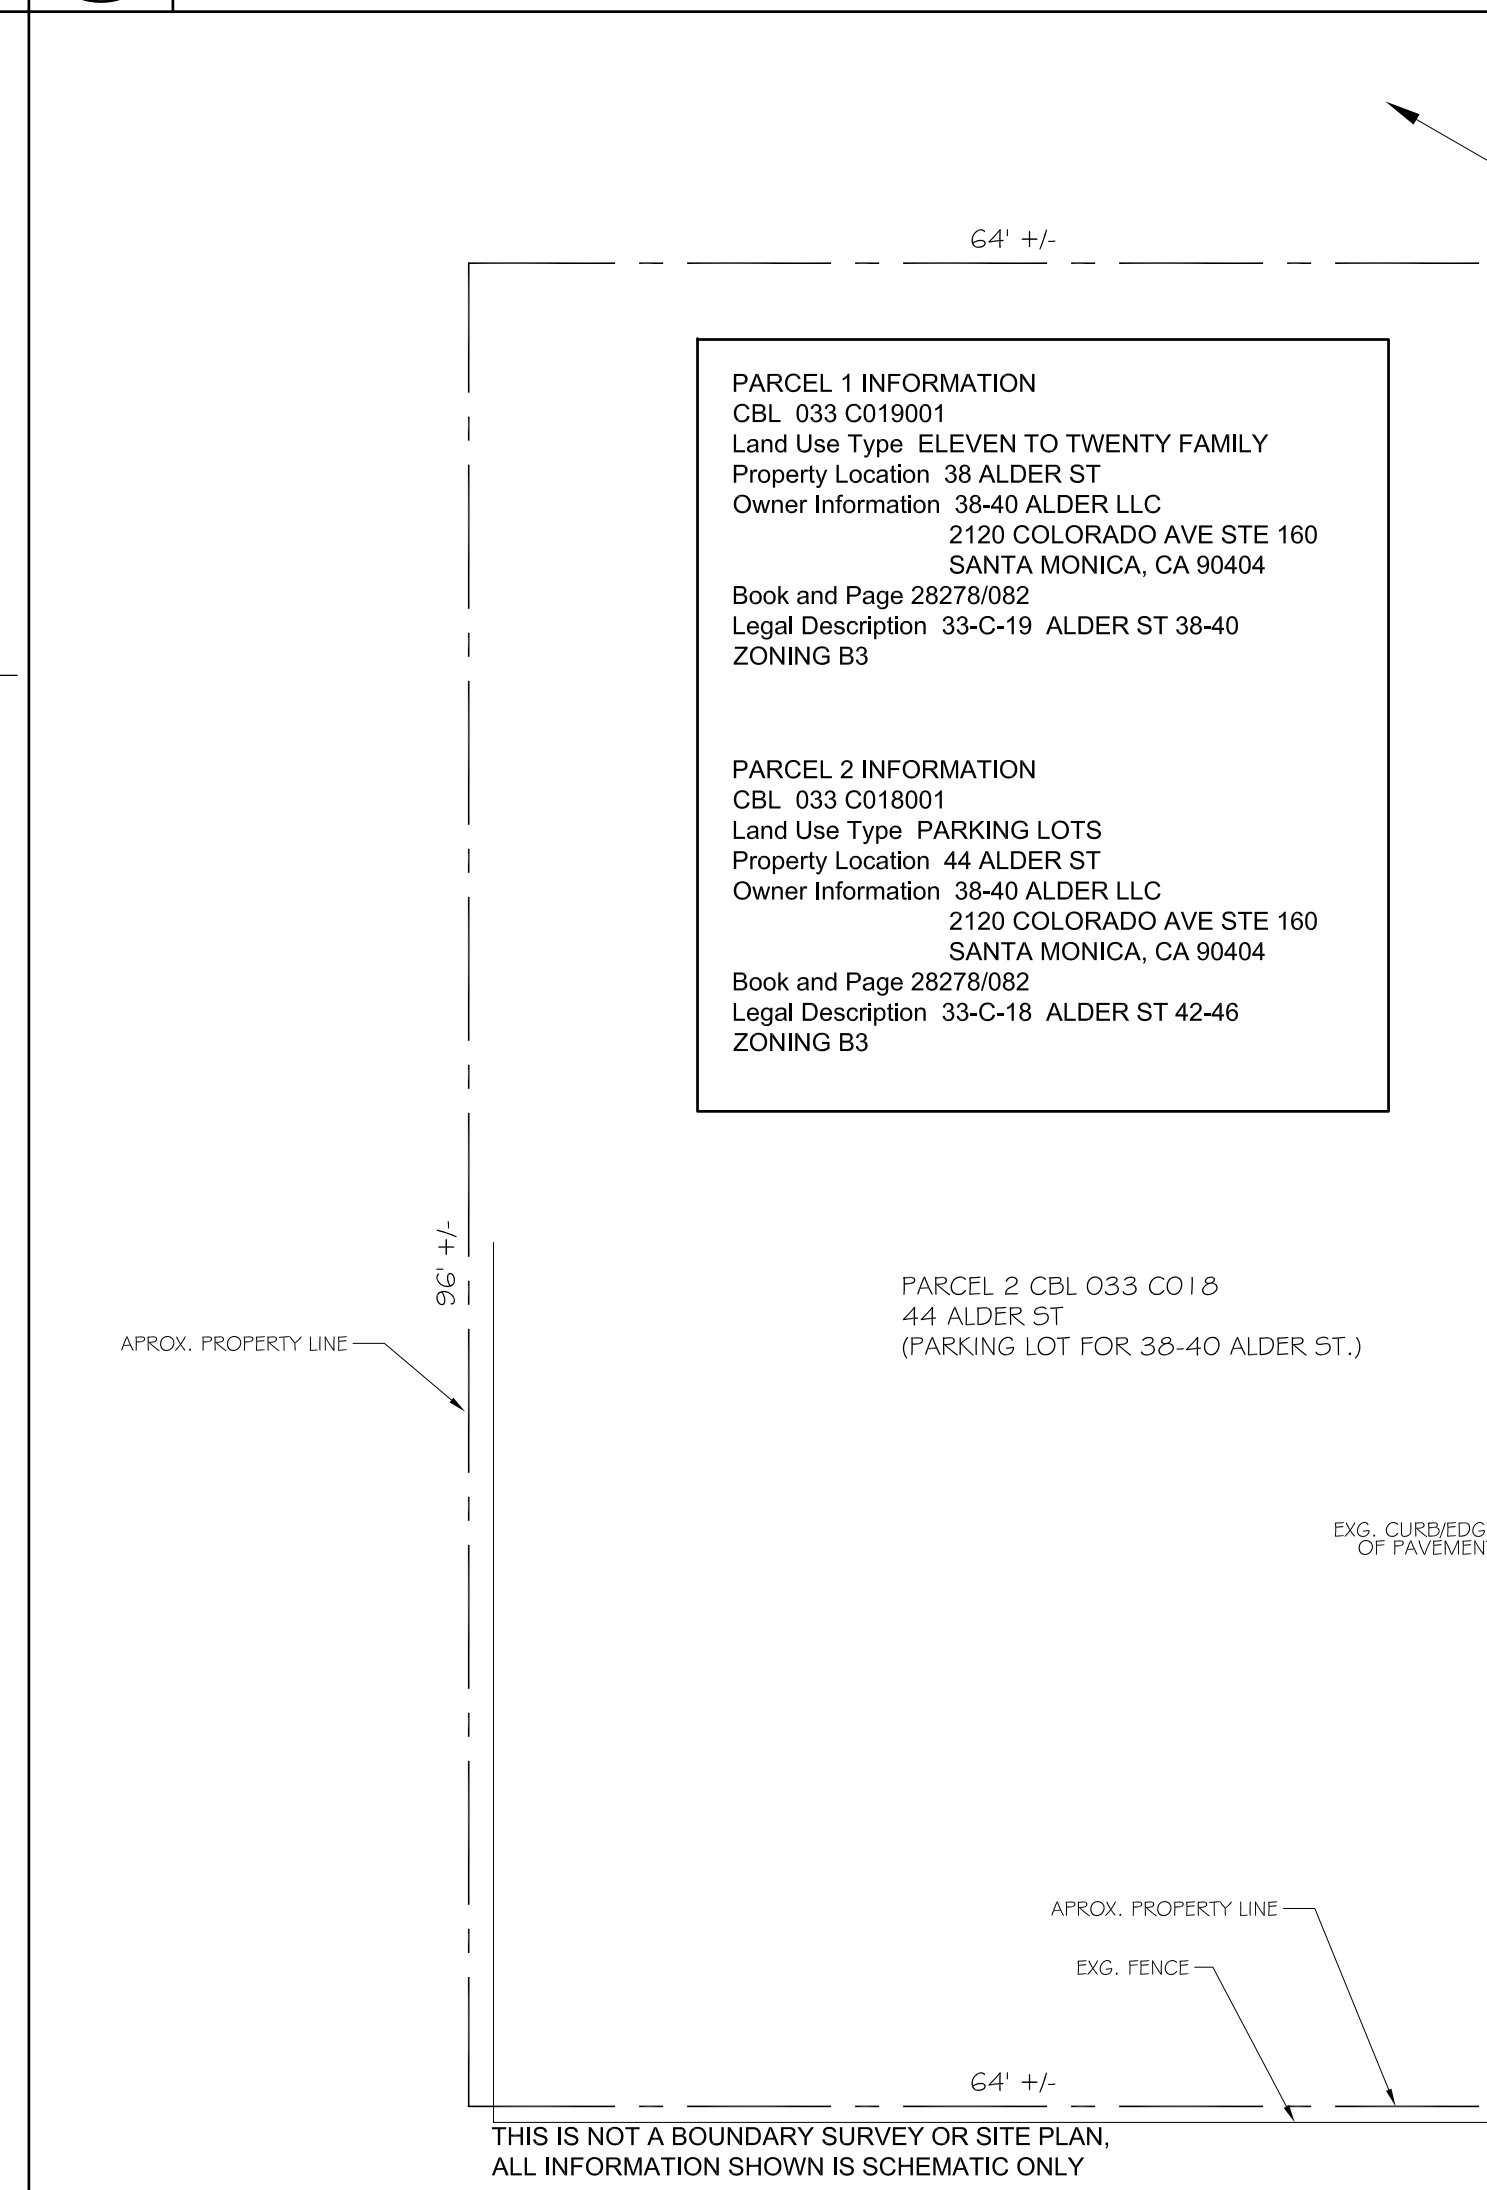 64' +/-
PARCEL 1 INFORMATION
CBL 033 C019001
Land Use Type ELEVEN TO TWENTY FAMILY
Property Location 38 ALDER ST
Owner Information 38-40 ALDER LLC
2120 COLORADO AVE STE 160
SANTA MONICA, CA 90404
Book and Page 28278/082
Legal Description 33-C-19 ALDER ST 38-40
ZONING B3
PARCEL 2 INFORMATION
CBL 033 C018001
Land Use Type PARKING LOTS
Property Location 44 ALDER ST
Owner Information 38-40 ALDER LLC
2120 COLORADO AVE STE 160
SANTA MONICA, CA 90404
Book and Page 28278/082
Legal Description 33-C-18 ALDER ST 42-46
ZONING B3
96' +/-
PARCEL 2 CBL 033 C018
44 ALDER ST
(PARKING LOT FOR 38-40 ALDER ST.)
APROX. PROPERTY LINE
EXG. CURB/EDG
OF PAVEMEN
APROX. PROPERTY LINE
EXG. FENCE
64' +/-
THIS IS NOT A BOUNDARY SURVEY OR SITE PLAN,
ALL INFORMATION SHOWN IS SCHEMATIC ONLY